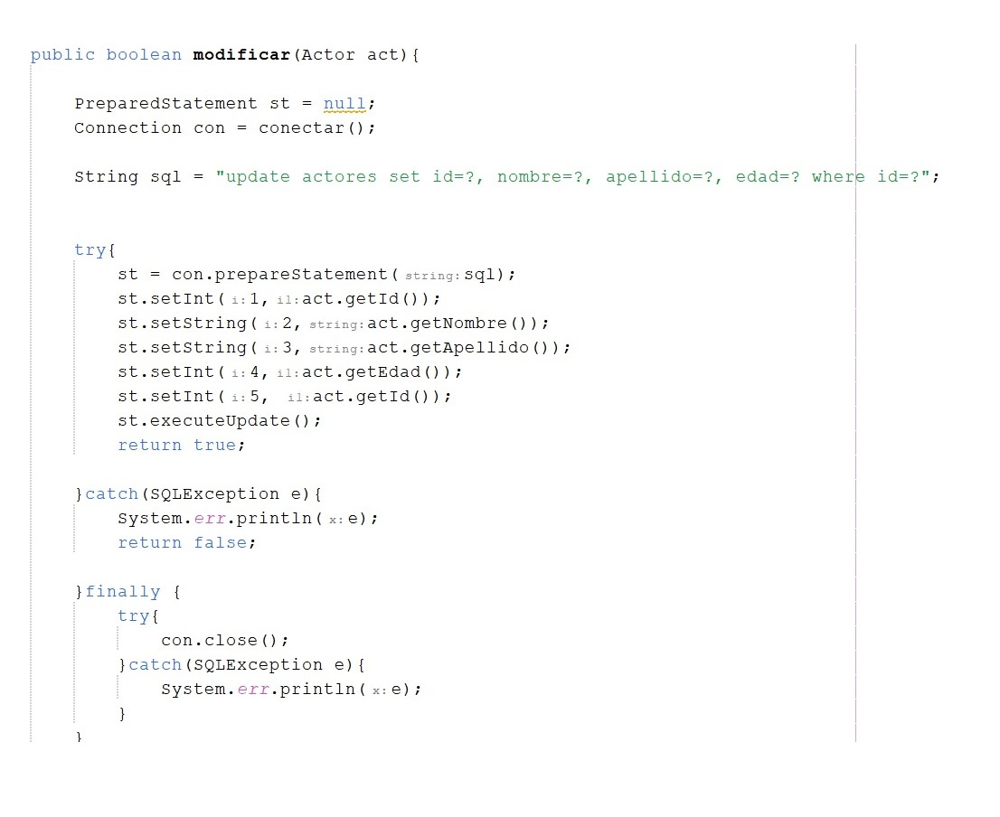 public boolean modificar(Actor act){
PreparedStatement st = null;
Connection con = conectar();
String sql = "update actores set id=?, nombre=?, apellido=?, edad=? where id=?";
try{
st = con.prepareStatement( string: sql);
st.setInt( i: 1, i1: act.getId());
st.setString( i: 2, string: act.getNombre());
st.setString( i: 3, string: act.getApellido());
st.setInt( i: 4, i1: act.getEdad());
st.setInt( i: 5, i1: act.getId());
st.executeUpdate();
return true;
}catch(SQLException e){
System.err.println( x: e);
return false;
}finally {
try{
con.close();
}catch(SQLException e){
System.err.println( x: e);
}
}